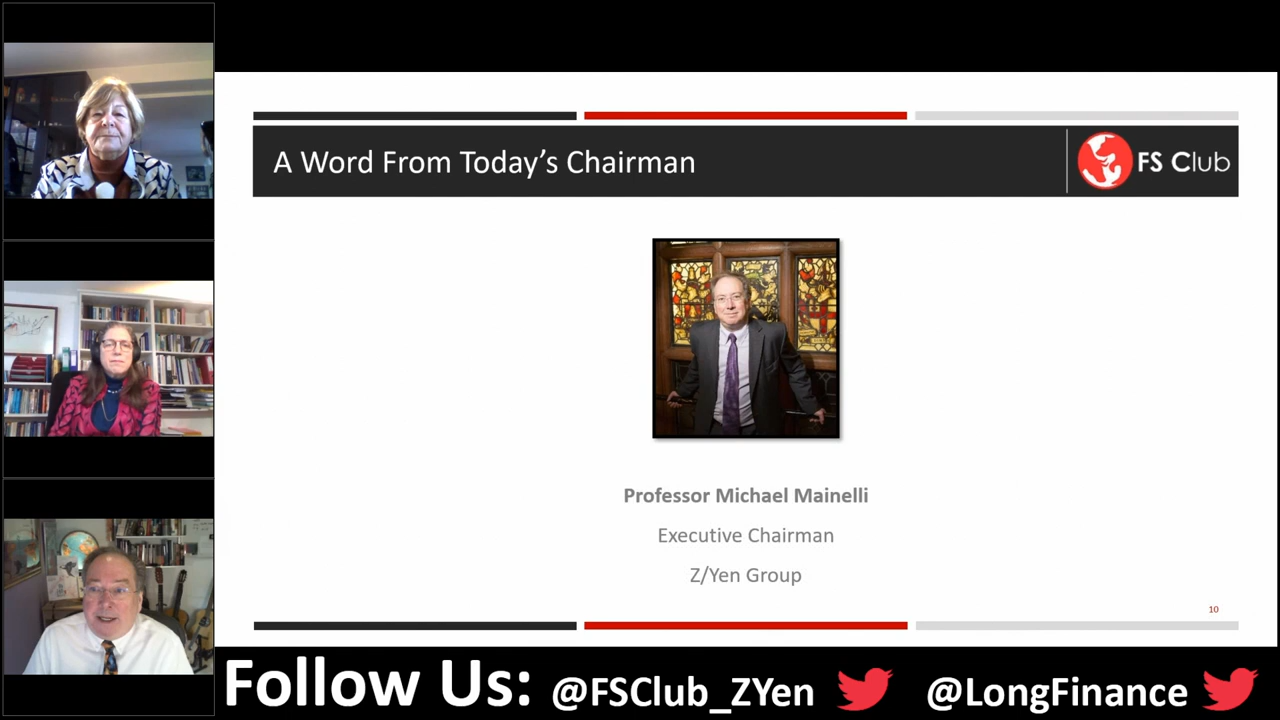 A Word From Today's Chairman
FS Club
Professor Michael Mainelli
Executive Chairman
Z/Yen Group
10
Follow Us: @FSClub_ZYen @LongFinance